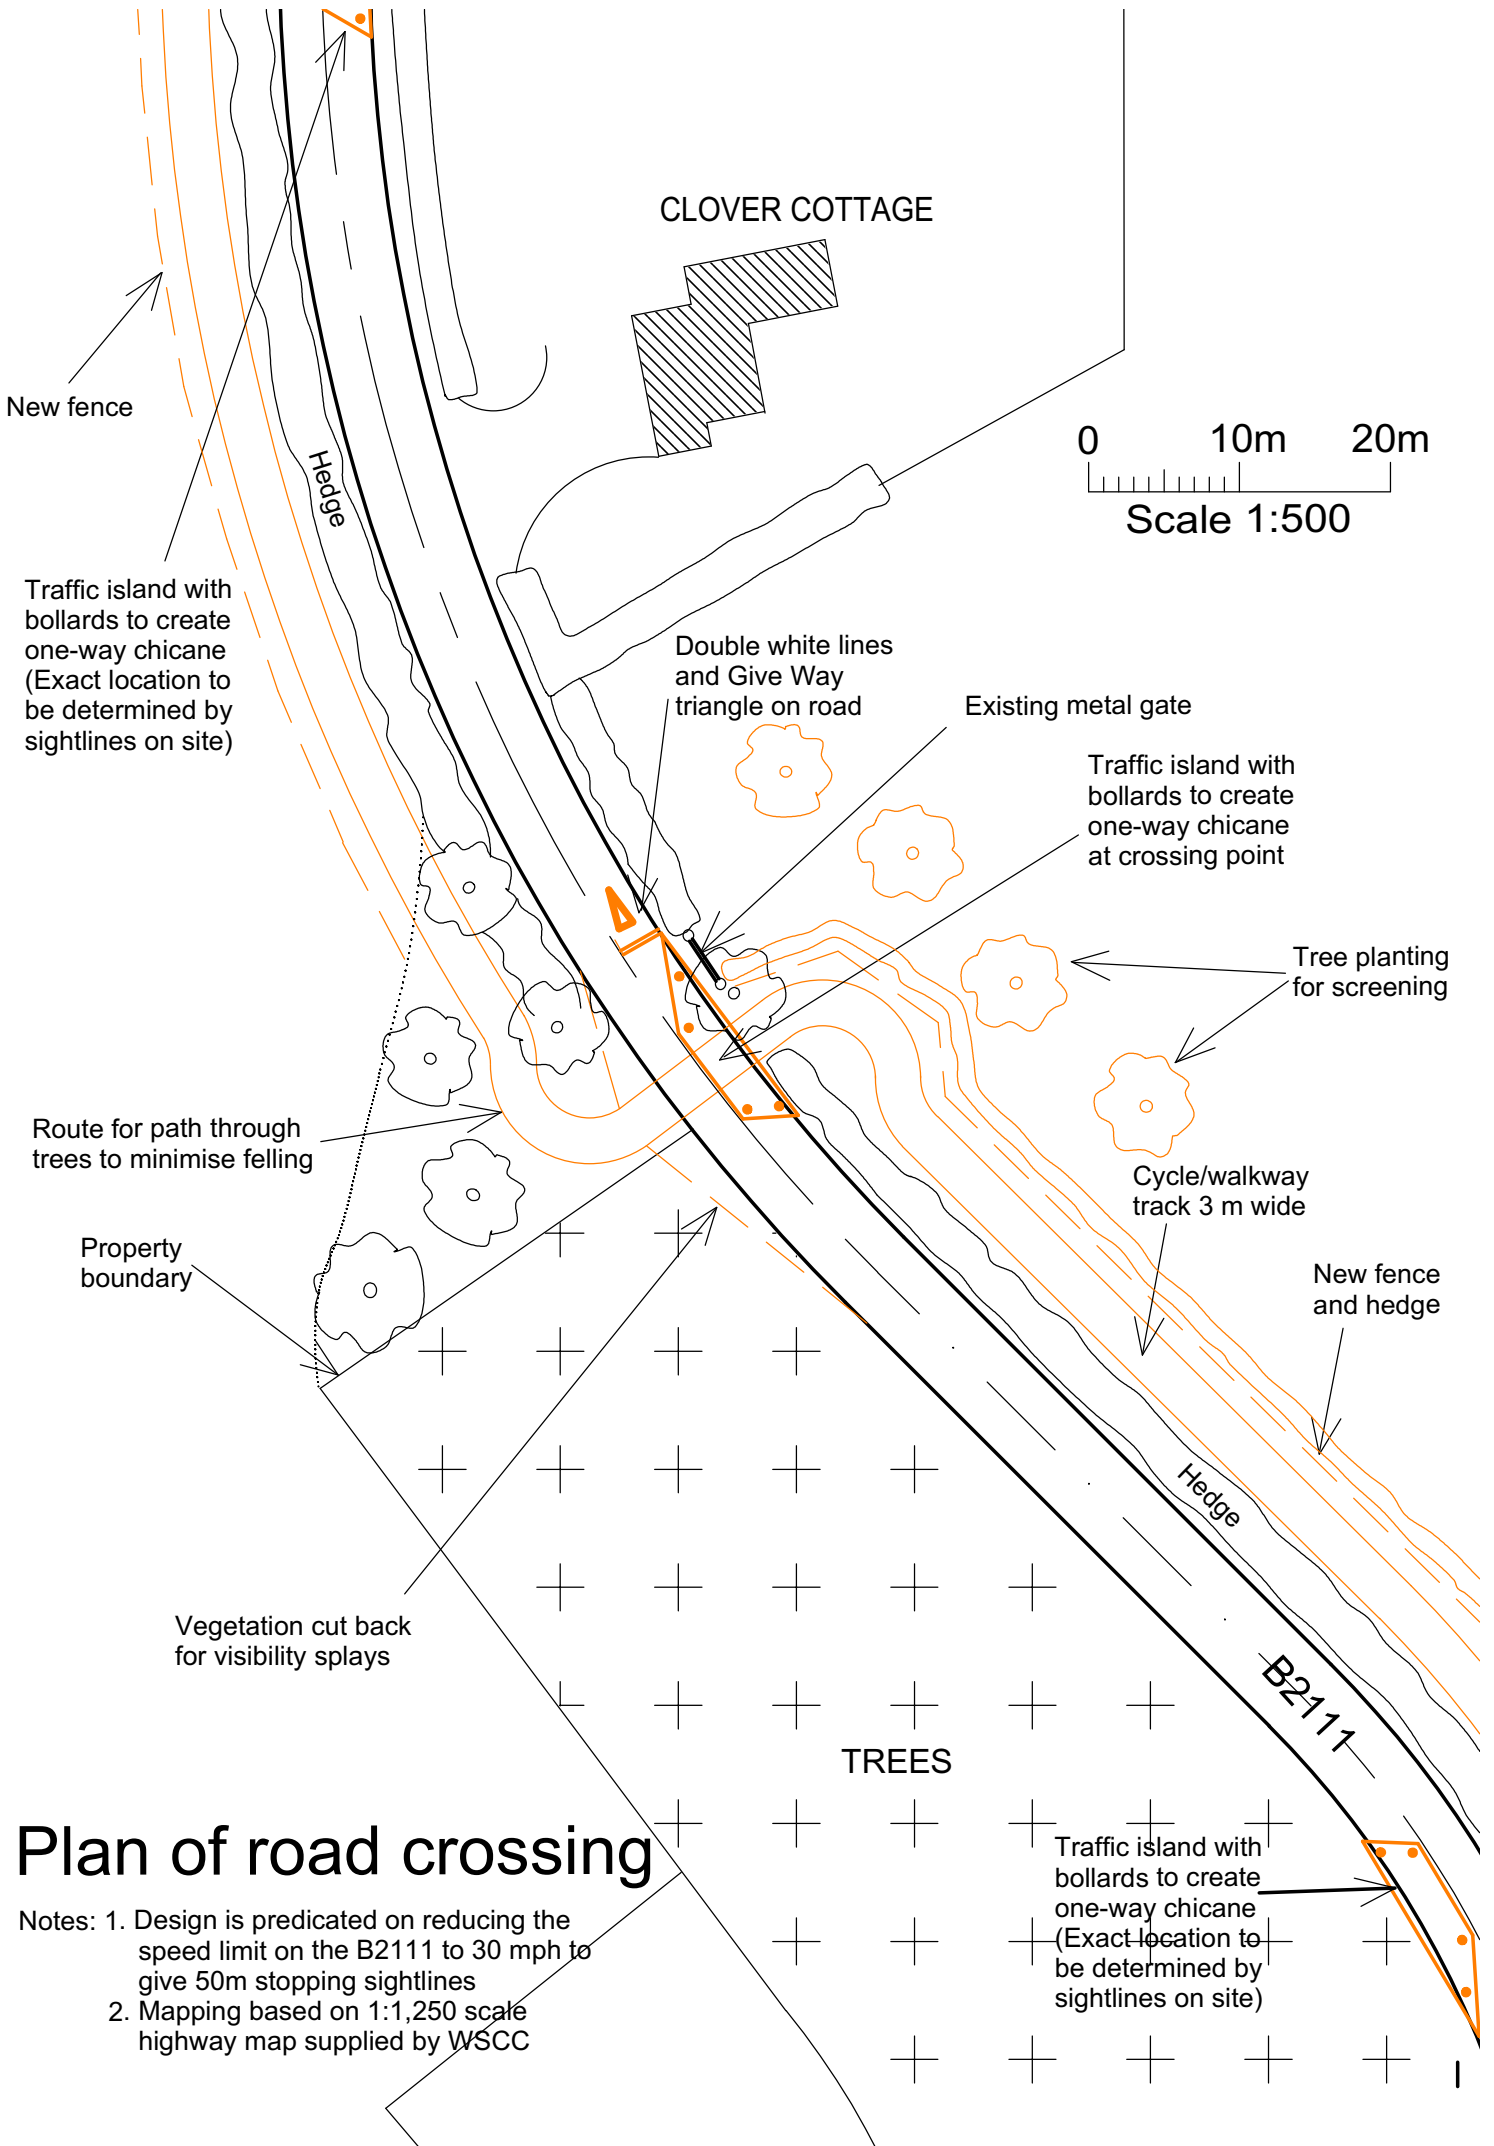 CLOVER COTTAGE
New fence
0 10m 20m
Scale 1:500
Hedge
Traffic island with
bollards to create
one-way chicane
(Exact location to
be determined by
sightlines on site)
Double white lines
and Give Way
triangle on road
Existing metal gate
Traffic island with
bollards to create
one-way chicane
at crossing point
Tree planting
for screening
Route for path through
trees to minimise felling
Cycle/walkway
track 3 m wide
Property
boundary
New fence
and hedge
Hedge
Vegetation cut back
for visibility splays
B2111
TREES
Plan of road crossing
Traffic island with
bollards to create
one-way chicane
(Exact location to
be determined by
sightlines on site)
Notes: 1. Design is predicated on reducing the
speed limit on the B2111 to 30 mph to
give 50m stopping sightlines
2. Mapping based on 1:1,250 scale
highway map supplied by WSCC